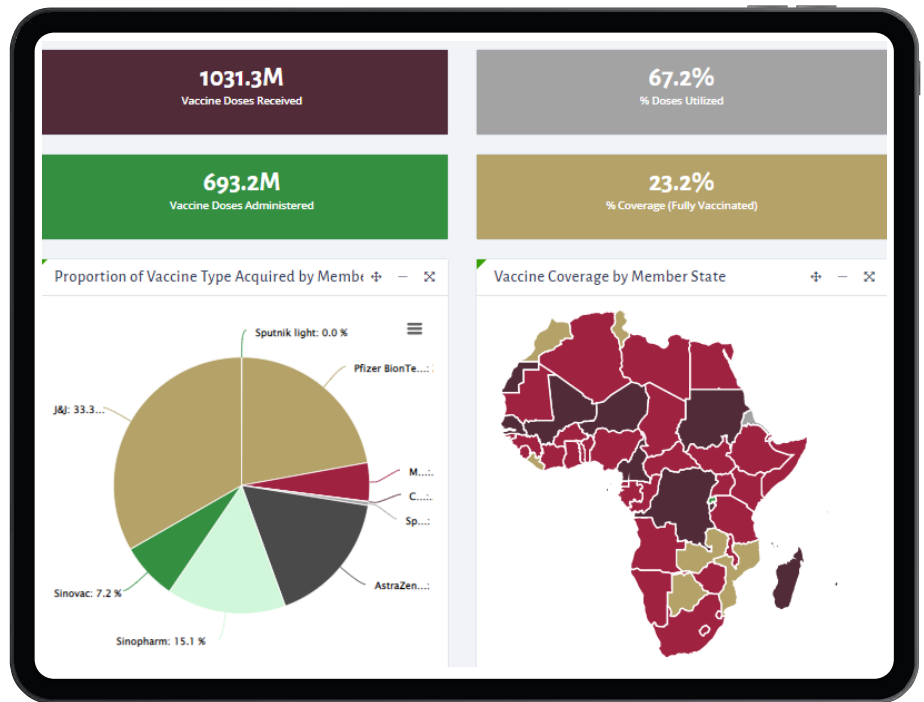 1031.3M
Vaccine Doses Received
67.2%
% Doses Utilized
693.2M
Vaccine Doses Administered
23.2%
% Coverage (Fully Vaccinated)
Proportion of Vaccine Type Acquired by Membe
Vaccine Coverage by Member State
Sputnik light: 0.0 %
Pfizer BionTe...:
J&J: 33.3...
M...:
C...:
Sp...:
AstraZen...:
Sinovac: 7.2 %
Sinopharm: 15.1 %